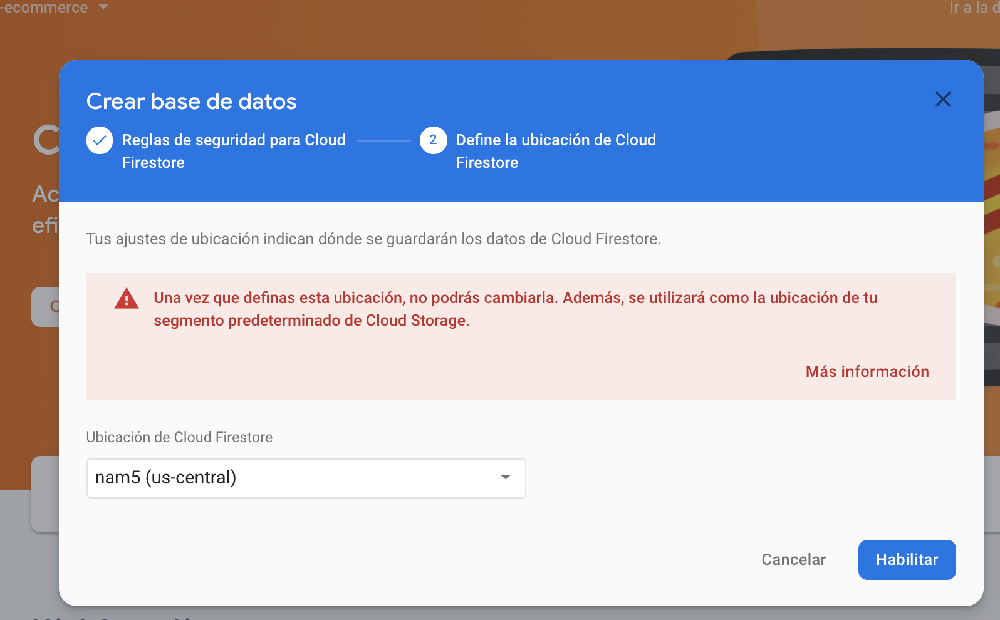 -ecommerce
Ir a la d
Crear base de datos
Reglas de seguridad para Cloud
Firestore
2
Define la ubicación de Cloud
Firestore
Ac
efi
Tus ajustes de ubicación indican dónde se guardarán los datos de Cloud Firestore.
Una vez que definas esta ubicación, no podrás cambiarla. Además, se utilizará como la ubicación de tu
segmento predeterminado de Cloud Storage.
Más información
Ubicación de Cloud Firestore
nam5 (us-central)
Cancelar
Habilitar